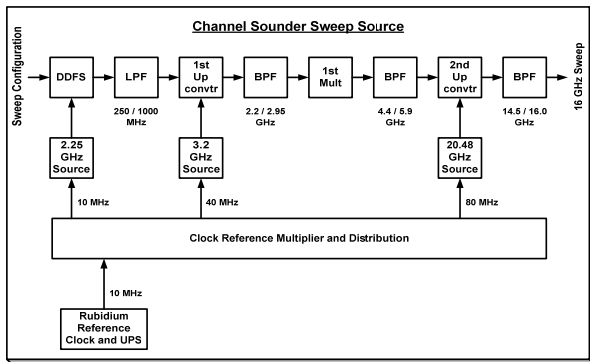 Channel Sounder Sweep Source
Sweep Configuration
DDFS
LPF
1st
Up
convtr
BPF
1st
Mult
BPF
2nd
Up
convtr
BPF
16 GHz Sweep
250 / 1000
MHz
2.2 / 2.95
GHz
4.4 / 5.9
GHz
14.5 / 16.0
GHz
2.25
GHz
Source
3.2
GHz
Source
20.48
GHz
Source
10 MHz
40 MHz
80 MHz
Clock Reference Multiplier and Distribution
10 MHz
Rubidium
Reference
Clock and UPS